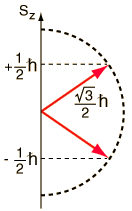 S_z
+1/2ħ
√3/2 ħ
-1/2ħ